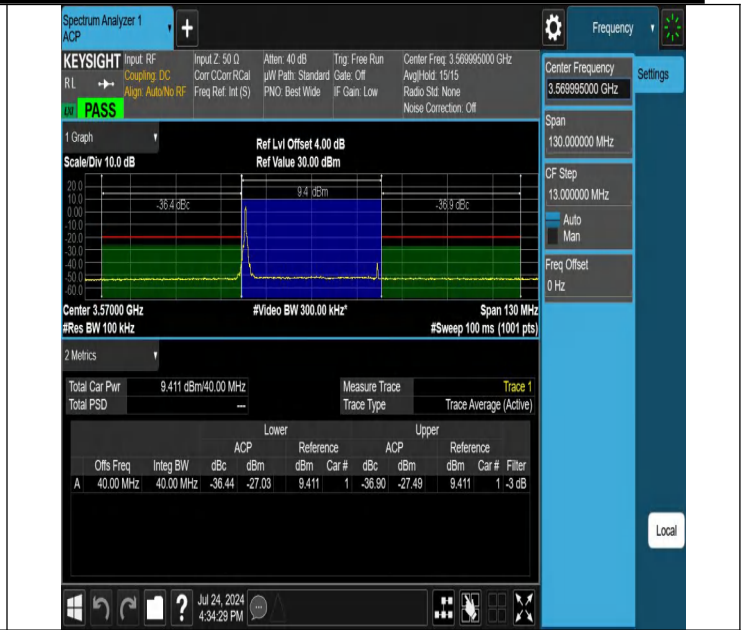 Spectrum Analyzer 1
ACP
+
Frequency
KEYSIGHT
RL
PASS
Input: RF
Coupling: DC
Align: Auto/No RF
Input Z: 50 Ω
Corr CCorr RCal
Freq Ref: Int (S)
Atten: 40 dB
µW Path: Standard
PNO: Best Wide
Trig: Free Run
Gate: Off
IF Gain: Low
Center Freq: 3.569995000 GHz
Avg|Hold: 15/15
Radio Std: None
Noise Correction: Off
Center Frequency
3.569995000 GHz
Settings
Span
130.000000 MHz
CF Step
13.000000 MHz
Auto
Man
Freq Offset
0 Hz
1 Graph
Scale/Div 10.0 dB
Ref Lvl Offset 4.00 dB
Ref Value 30.00 dBm
20.0
10.0
0.00
-10.0
-20.0
-30.0
-40.0
-50.0
-60.0
-36.4 dBc
9.4 dBm
-36.9 dBc
Center 3.57000 GHz
#Video BW 300.00 kHz*
Span 130 MHz
#Res BW 100 kHz
#Sweep 100 ms (1001 pts)
2 Metrics
Total Car Pwr 9.411 dBm/40.00 MHz
Total PSD ---
Measure Trace Trace 1
Trace Type Trace Average (Active)
Lower Upper
ACP Reference ACP Reference
Offs Freq Integ BW dBc dBm dBm Car # dBc dBm dBm Car # Filter
A 40.00 MHz 40.00 MHz -36.44 -27.03 9.411 1 -36.90 -27.49 9.411 1 -3 dB
Local
?
Jul 24, 2024
4:34:29 PM